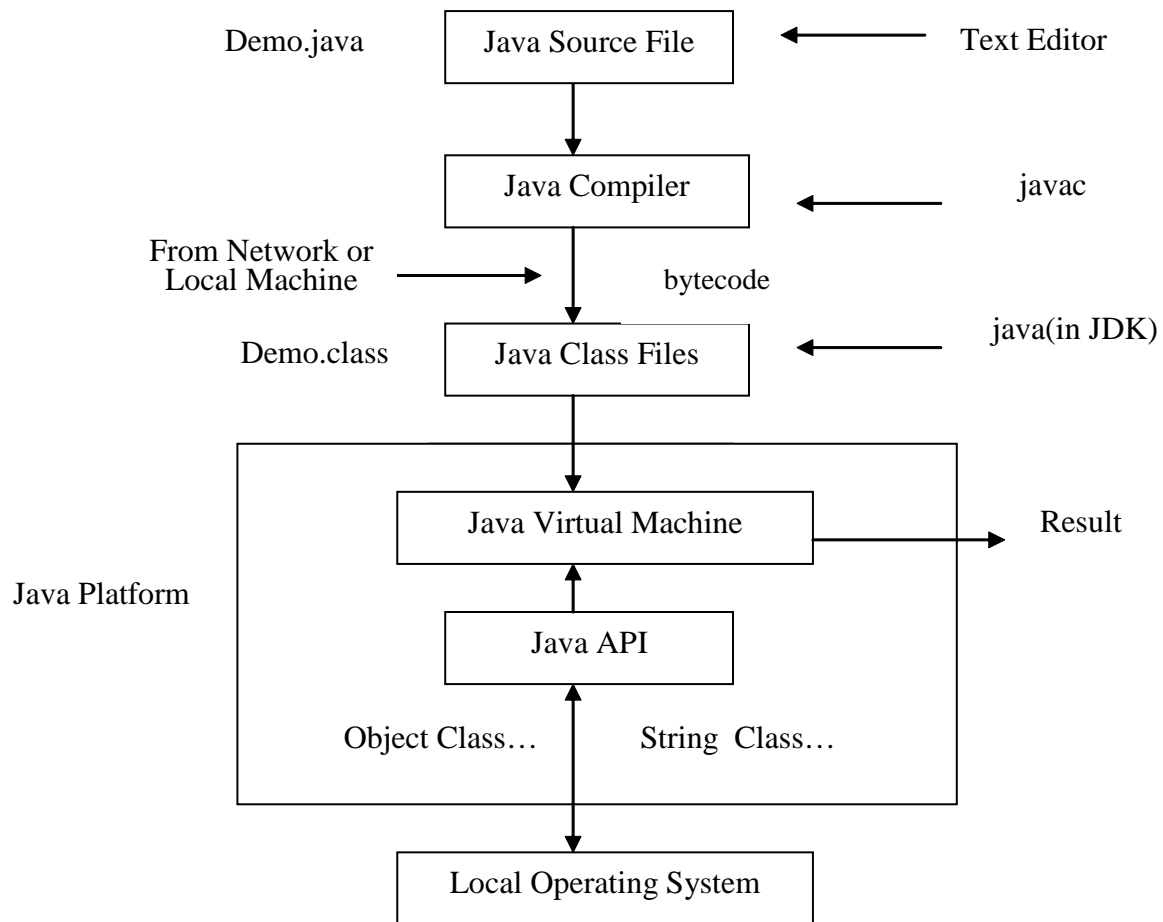 Demo.java
Java Source File
Text Editor
Java Compiler
javac
From Network or
Local Machine
bytecode
java(in JDK)
Demo.class
Java Class Files
Java Virtual Machine
Result
Java Platform
Java API
Object Class…
String Class…
Local Operating System